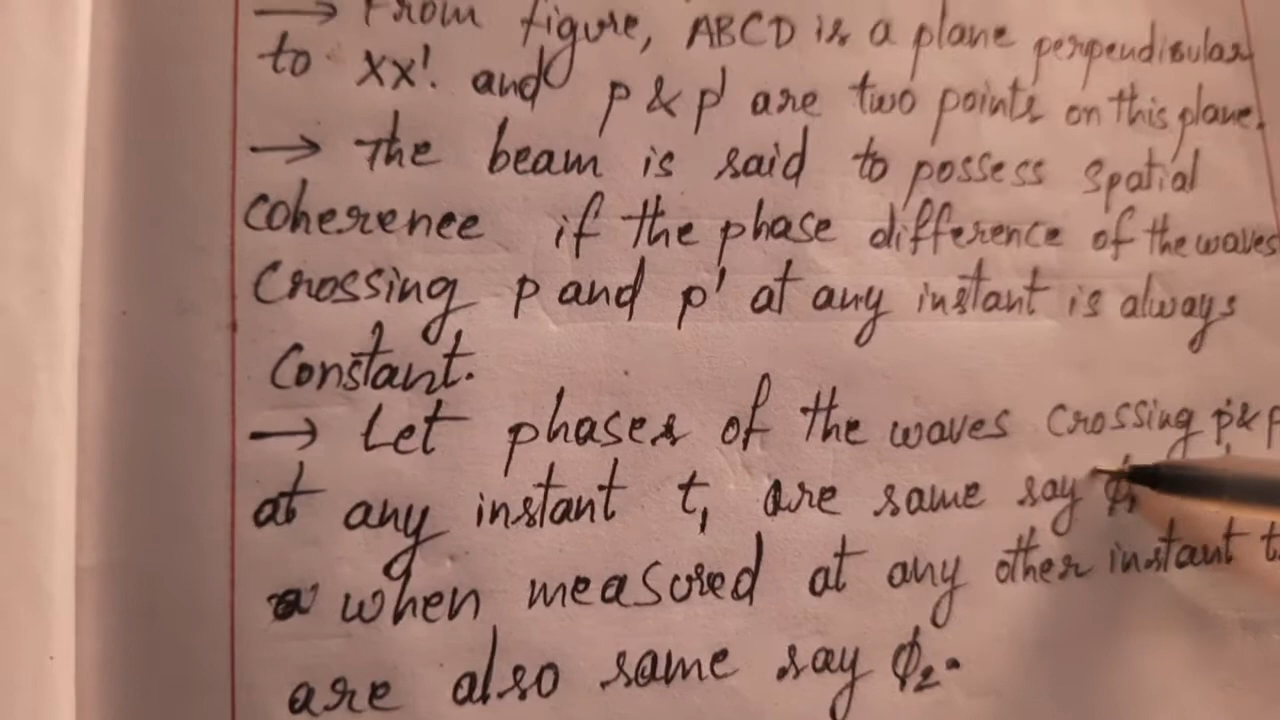 → From figure, ABCD is a plane perpendicular
to xx'. and p & p' are two points on this plane.
→ The beam is said to possess spatial
coherence if the phase difference of the waves
crossing p and p' at any instant is always
constant.
→ Let phases of the waves crossing p & p
at any instant t, are same say ϕ1
when measured at any other instant t
are also same say ϕ2.